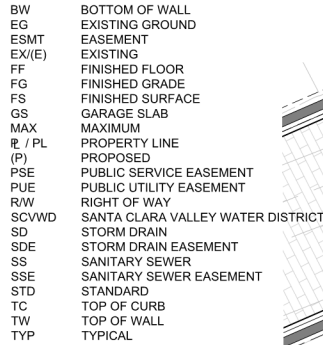 BW BOTTOM OF WALL
EG EXISTING GROUND
ESMT EASEMENT
EX/(E) EXISTING
FF FINISHED FLOOR
FG FINISHED GRADE
FS FINISHED SURFACE
GS GARAGE SLAB
MAX MAXIMUM
℄ / PL PROPERTY LINE
(P) PROPOSED
PSE PUBLIC SERVICE EASEMENT
PUE PUBLIC UTILITY EASEMENT
R/W RIGHT OF WAY
SCVWD SANTA CLARA VALLEY WATER DISTRICT
SD STORM DRAIN
SDE STORM DRAIN EASEMENT
SS SANITARY SEWER
SSE SANITARY SEWER EASEMENT
STD STANDARD
TC TOP OF CURB
TW TOP OF WALL
TYP TYPICAL